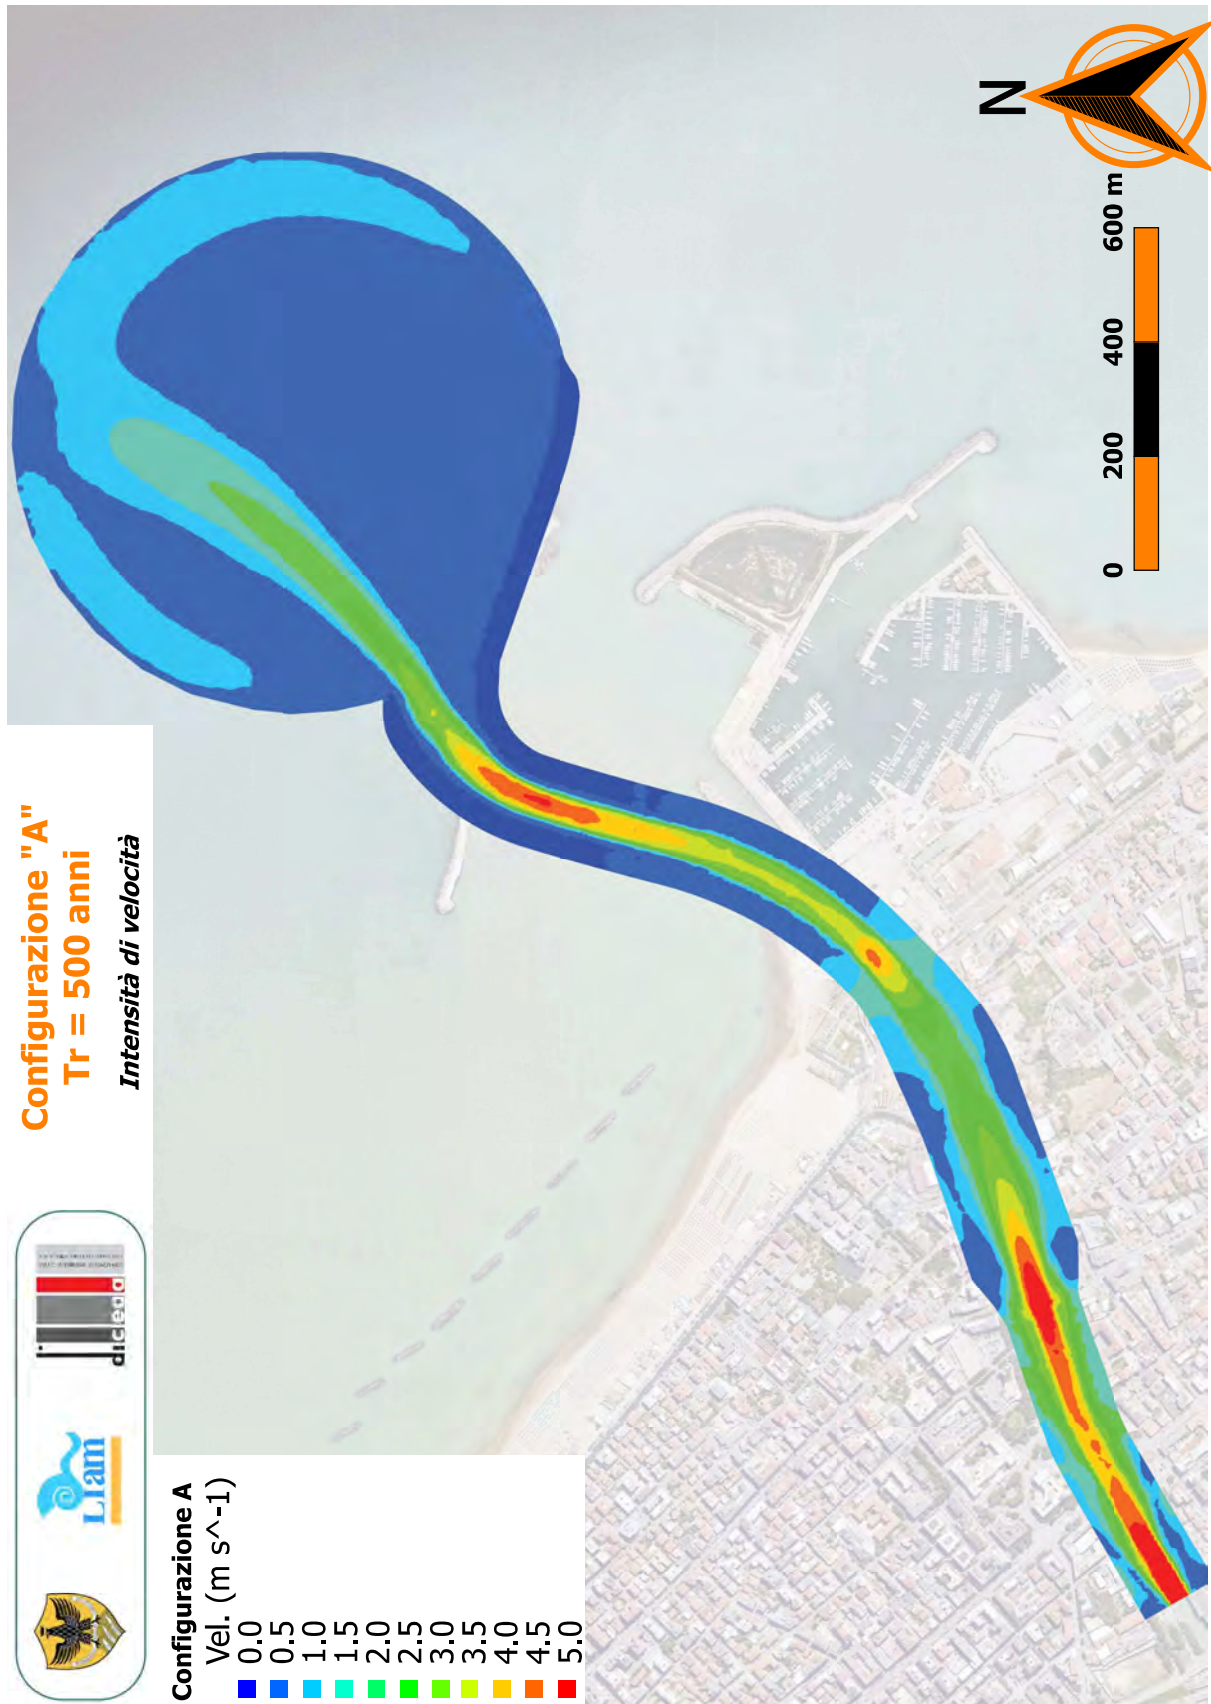 Configurazione "A"
Tr = 500 anni
Intensità di velocità
LIam
diceaa
Configurazione A
Vel. (m s^-1)
0.0
0.5
1.0
1.5
2.0
2.5
3.0
3.5
4.0
4.5
5.0
N
0 200 400 600 m